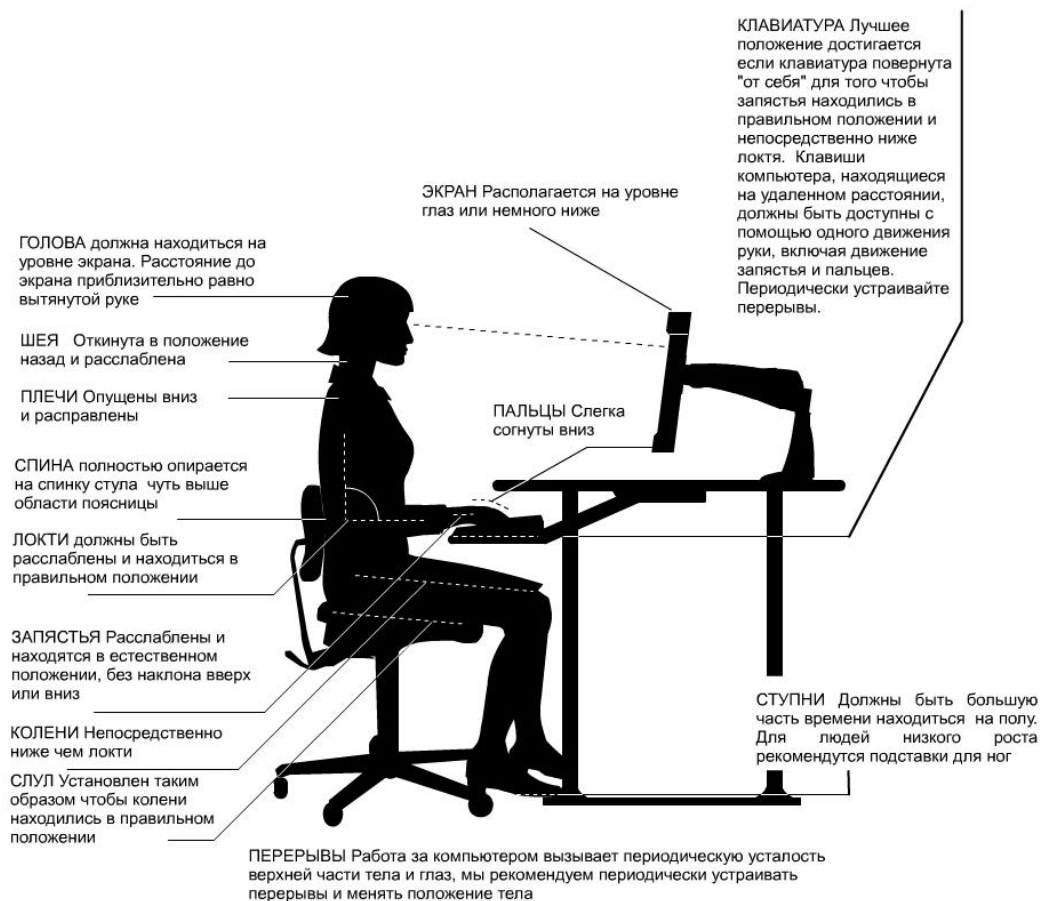 КЛАВИАТУРА Лучшее
положение достигается
если клавиатура повернута
"от себя" для того чтобы
запястья находились в
правильном положении и
непосредственно ниже
локтя. Клавиши
компьютера, находящиеся
на удаленном расстоянии,
должны быть доступны с
помощью одного движения
руки, включая движение
запястья и пальцев.
Периодически устраивайте
перерывы.
ЭКРАН Располагается на уровне
глаз или немного ниже
ГОЛОВА должна находиться на
уровне экрана. Расстояние до
экрана приблизительно равно
вытянутой руке
ШЕЯ Откинута в положение
назад и расслаблена
ПЛЕЧИ Опущены вниз
и расправлены
ПАЛЬЦЫ Слегка
согнуты вниз
СПИНА полностью опирается
на спинку стула чуть выше
области поясницы
ЛОКТИ должны быть
расслаблены и находиться в
правильном положении
ЗАПЯСТЬЯ Расслаблены и
находятся в естественном
положении, без наклона вверх
или вниз
КОЛЕНИ Непосредственно
ниже чем локти
СЛУЛ Установлен таким
образом чтобы колени
находились в правильном
положении
СТУПНИ Должны быть большую
часть времени находиться на полу.
Для людей низкого роста
рекомендутся подставки для ног
ПЕРЕРЫВЫ Работа за компьютером вызывает периодическую усталость
верхней части тела и глаз, мы рекомендуем периодически устраивать
перерывы и менять положение тела